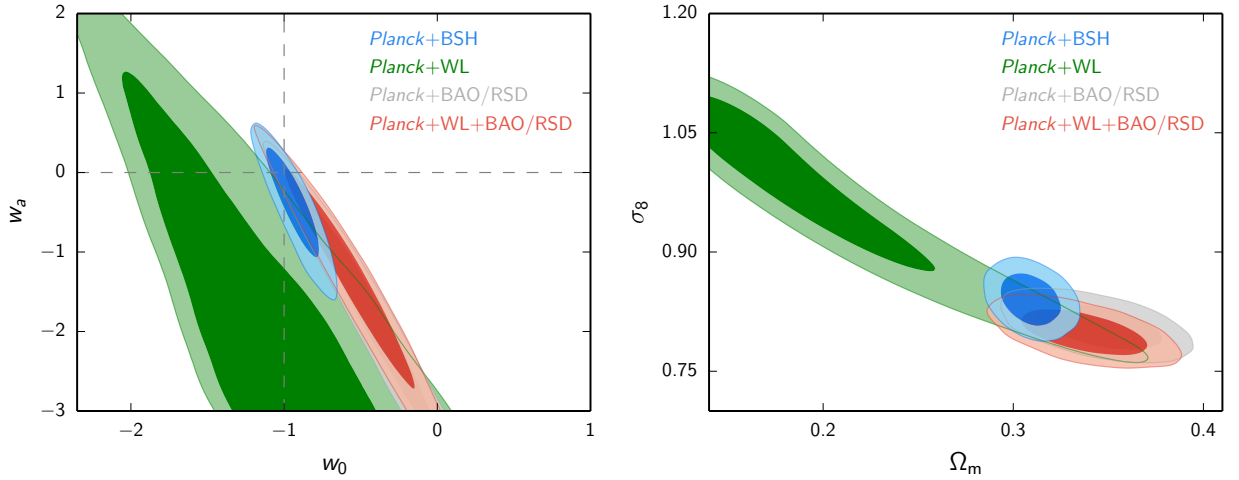 2
1
0
−1
−2
−3
w_a
−2
−1
0
1
w_0
Planck+BSH
Planck+WL
Planck+BAO/RSD
Planck+WL+BAO/RSD
1.20
1.05
0.90
0.75
σ_8
0.2
0.3
0.4
Ω_m
Planck+BSH
Planck+WL
Planck+BAO/RSD
Planck+WL+BAO/RSD